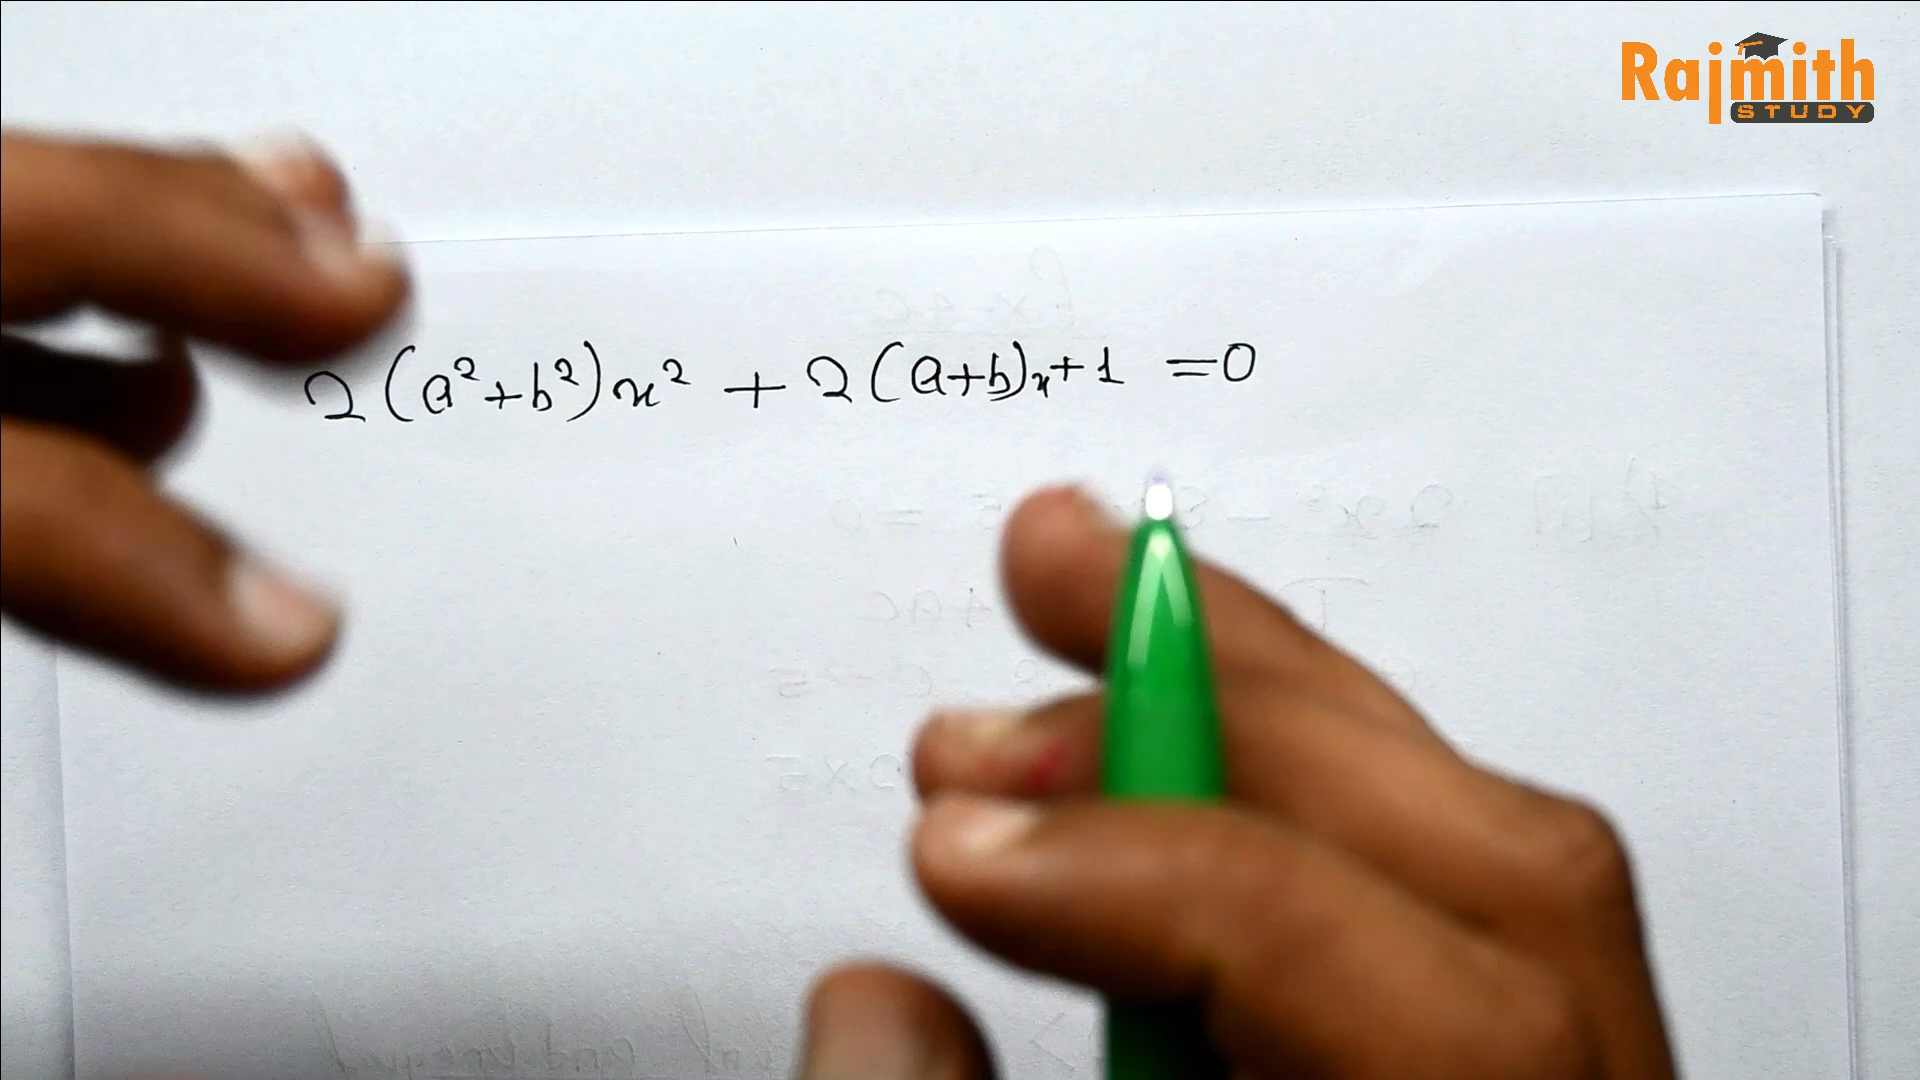 Rajmith
STUDY
2(a²+b²)x² + 2(a+b)x+1 =0